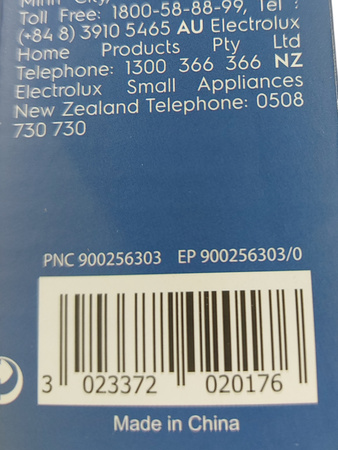 Minh City,
Toll Free: 1800-58-88-99, Tel :
(+84 8) 3910 5465 AU Electrolux
Home Products Pty Ltd
Telephone: 1300 366 366 NZ
Electrolux Small Appliances
New Zealand Telephone: 0508
730 730
PNC 900256303 EP 900256303/0
3 023372 020176
Made in China